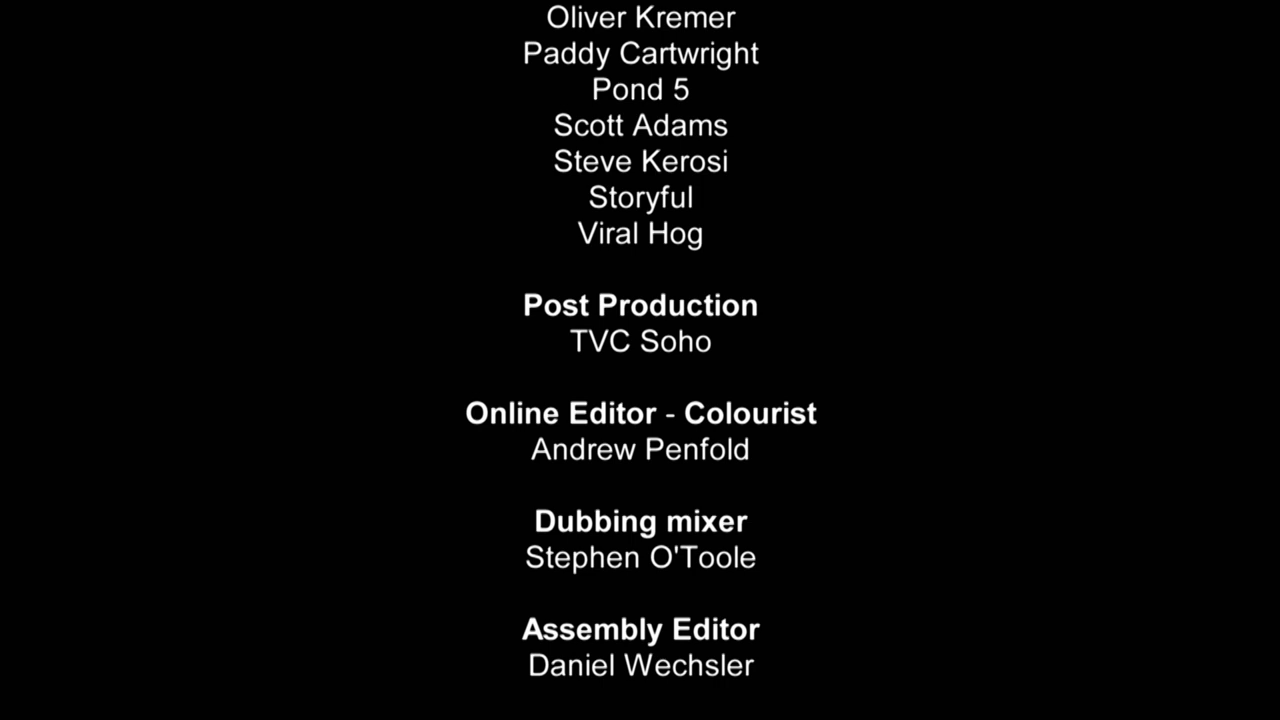 Oliver Kremer
Paddy Cartwright
Pond 5
Scott Adams
Steve Kerosi
Storyful
Viral Hog
Post Production
TVC Soho
Online Editor - Colourist
Andrew Penfold
Dubbing mixer
Stephen O'Toole
Assembly Editor
Daniel Wechsler